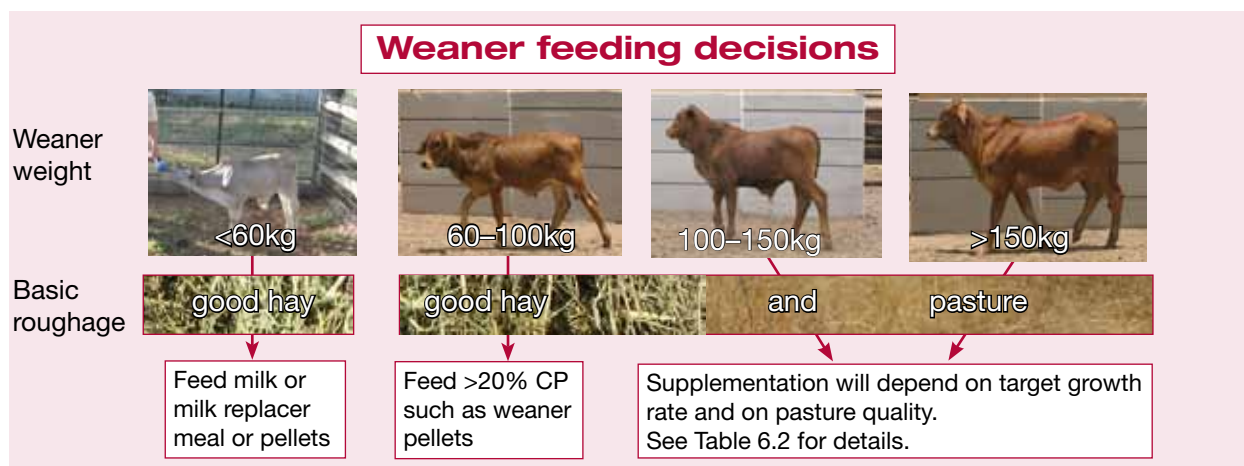 Weaner feeding decisions
Weaner
weight
<60kg
60–100kg
100–150kg
>150kg
Basic
roughage
good hay
good hay
and
pasture
Feed milk or
milk replacer
meal or pellets
Feed >20% CP
such as weaner
pellets
Supplementation will depend on target growth
rate and on pasture quality.
See Table 6.2 for details.